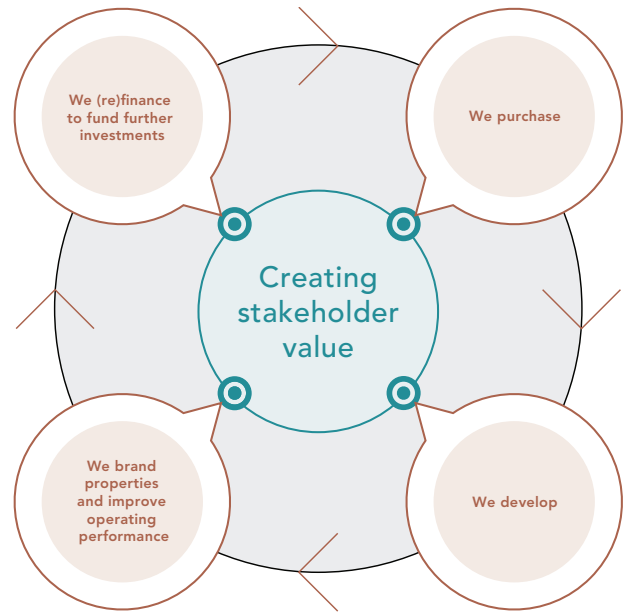 We (re)finance
to fund further
investments
We purchase
Creating
stakeholder
value
We brand
properties
and improve
operating
performance
We develop